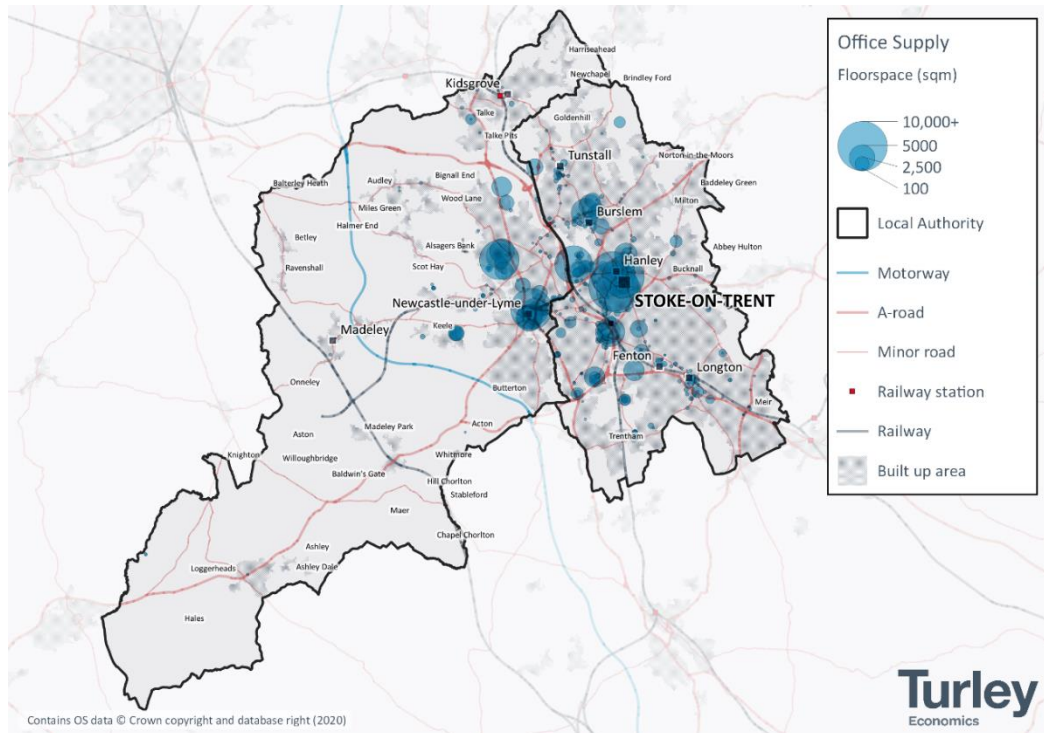 Harriseahead
Newchapel
Brindley Ford
Kidsgrove
Talke
Goldenhill
Talke Pits
Tunstall
Norton-in-the-Moors
Bignall End
Baddeley Green
Balterley Heath
Audley
Wood Lane
Miles Green
Milton
Burslem
Halmer End
Betley
Alsagers Bank
Abbey Hulton
Ravenshall
Scot Hay
Hanley
Bucknall
Newcastle-under-Lyme
STOKE-ON-TRENT
Madeley
Keele
Fenton
Longton
Onneley
Butterton
Meir
Acton
Madeley Park
Aston
Trentham
Knighton
Willoughbridge
Whitmore
Baldwin's Gate
Hill Chorlton
Stableford
Maer
Chapel Chorlton
Ashley
Loggerheads
Ashley Dale
Hales
Office Supply
Floorspace (sqm)
10,000+
5000
2,500
100
Local Authority
Motorway
A-road
Minor road
Railway station
Railway
Built up area
Contains OS data © Crown copyright and database right (2020)
Turley
Economics